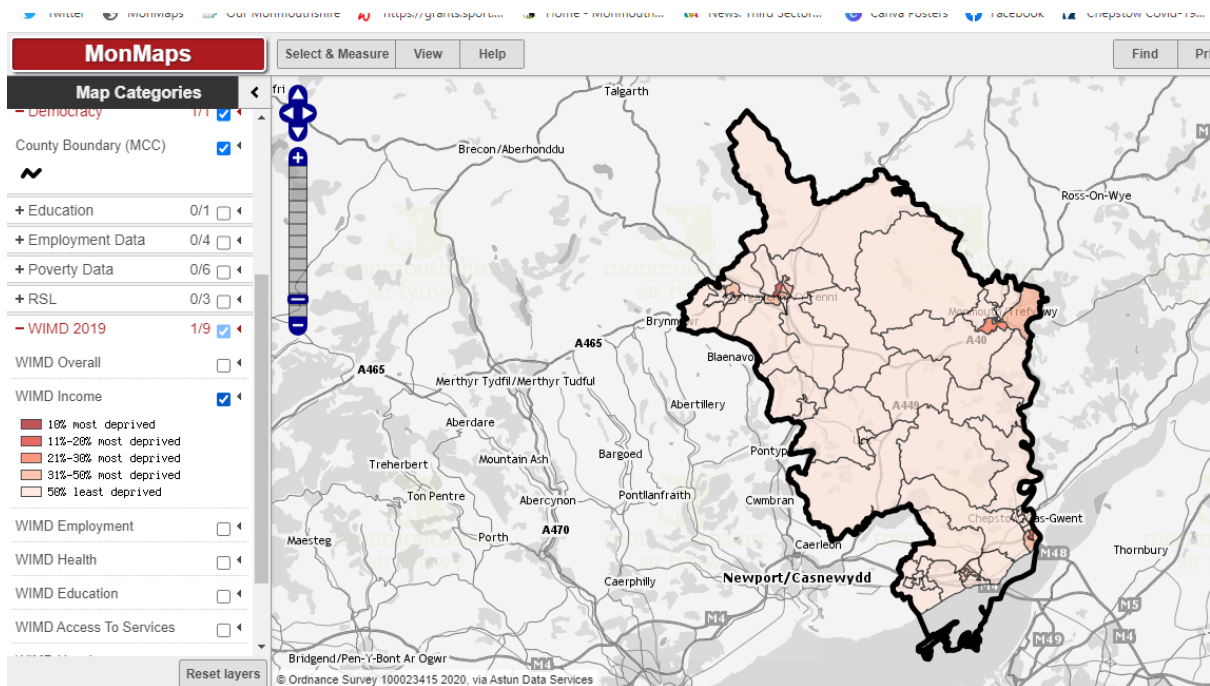 Twitter
MonMaps
Our Monmouthshire
https://grants.sport....
Home - Monmouth...
News: Third Sector...
Canva Posters
Facebook
Chepstow Covid-19...
MonMaps
Select & Measure
View
Help
Find
Map Categories
− Democracy 1/1
County Boundary (MCC)
+ Education 0/1
+ Employment Data 0/4
+ Poverty Data 0/6
+ RSL 0/3
− WIMD 2019 1/9
WIMD Overall
WIMD Income
10% most deprived
11%-20% most deprived
21%-30% most deprived
31%-50% most deprived
50% least deprived
WIMD Employment
WIMD Health
WIMD Education
WIMD Access To Services
Reset layers
Talgarth
Brecon/Aberhonddu
Ross-On-Wye
A40
A465
Blaenavo
A465
Merthyr Tydfil/Merthyr Tudful
Abertillery
A449
Aberdare
Treherbert
Mountain Ash
Bargoed
Ton Pentre
Abercynon
Pontllanfraith
Cwmbran
A470
Maesteg
Porth
Caerleon
M48
Thornbury
Caerphilly
Newport/Casnewydd
M4
M5
M49
M4
Bridgend/Pen-Y-Bont Ar Ogwr
M4
© Ordnance Survey 100023415 2020, via Astun Data Services